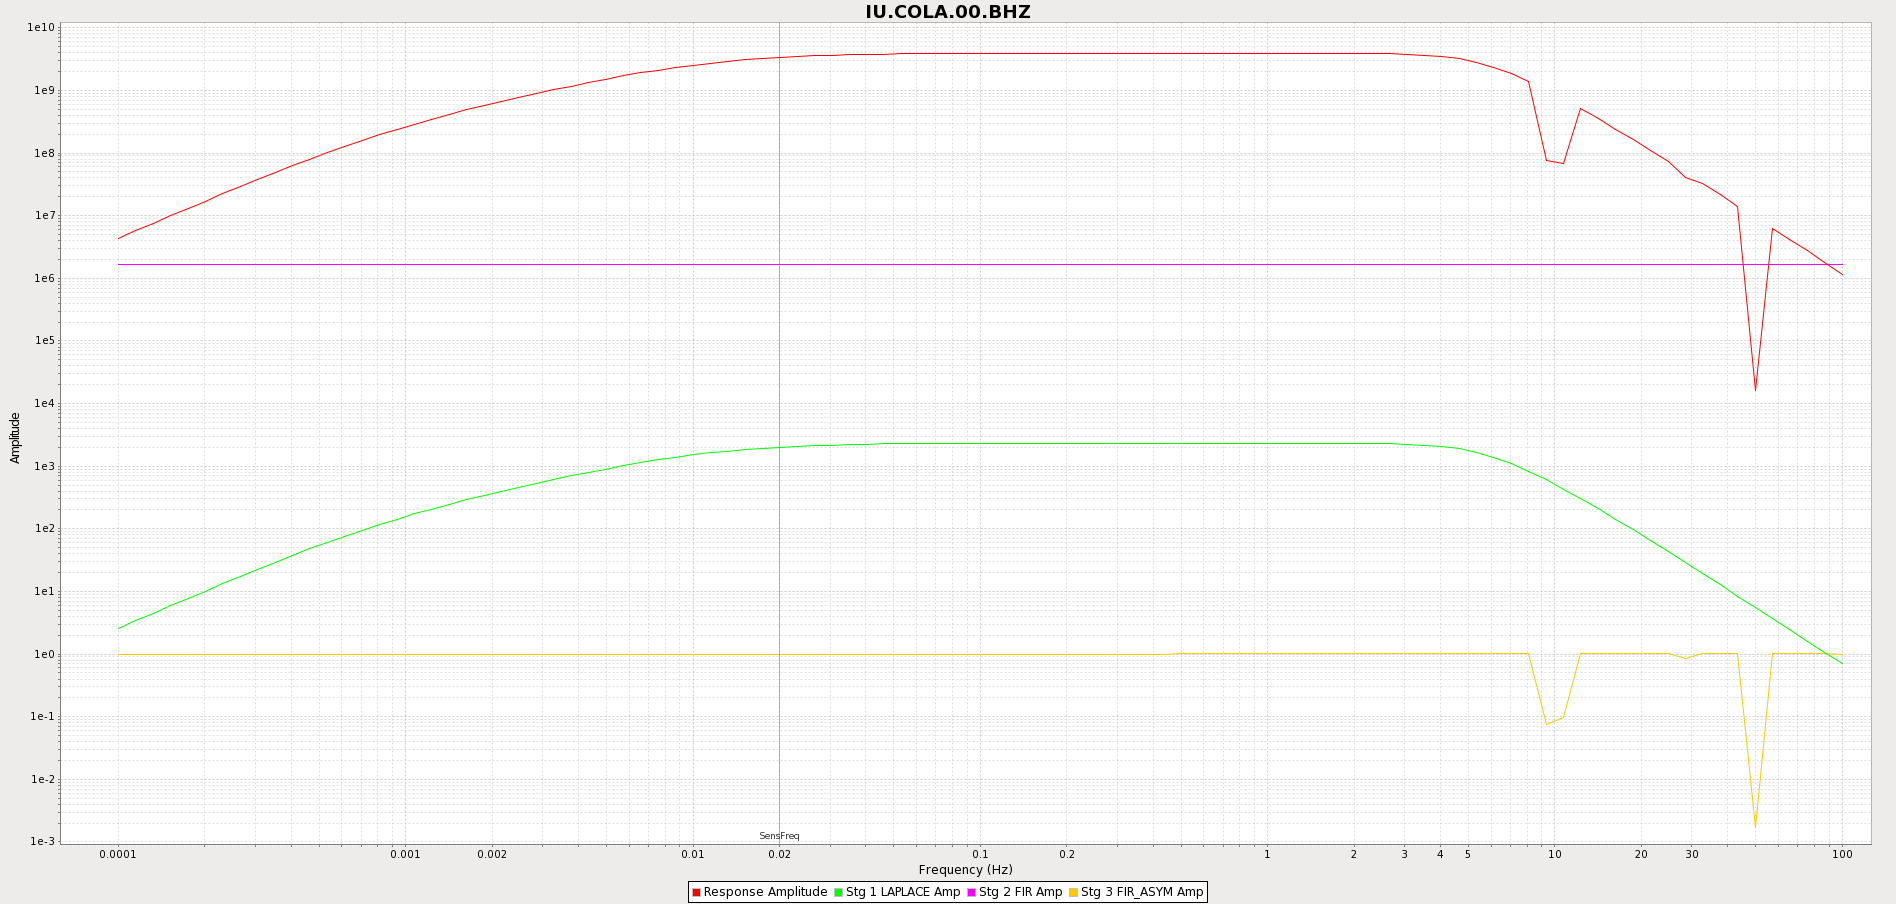 IU.COLA.00.BHZ
1e10
1e9
1e8
1e7
1e6
1e5
1e4
1e3
1e2
1e1
1e0
1e-1
1e-2
1e-3
Amplitude
SensFreq
0.0001 0.001 0.002 0.01 0.02 0.1 0.2 1 2 3 4 5 10 20 30 100
Frequency (Hz)
Response Amplitude Stg 1 LAPLACE Amp Stg 2 FIR Amp Stg 3 FIR_ASYM Amp